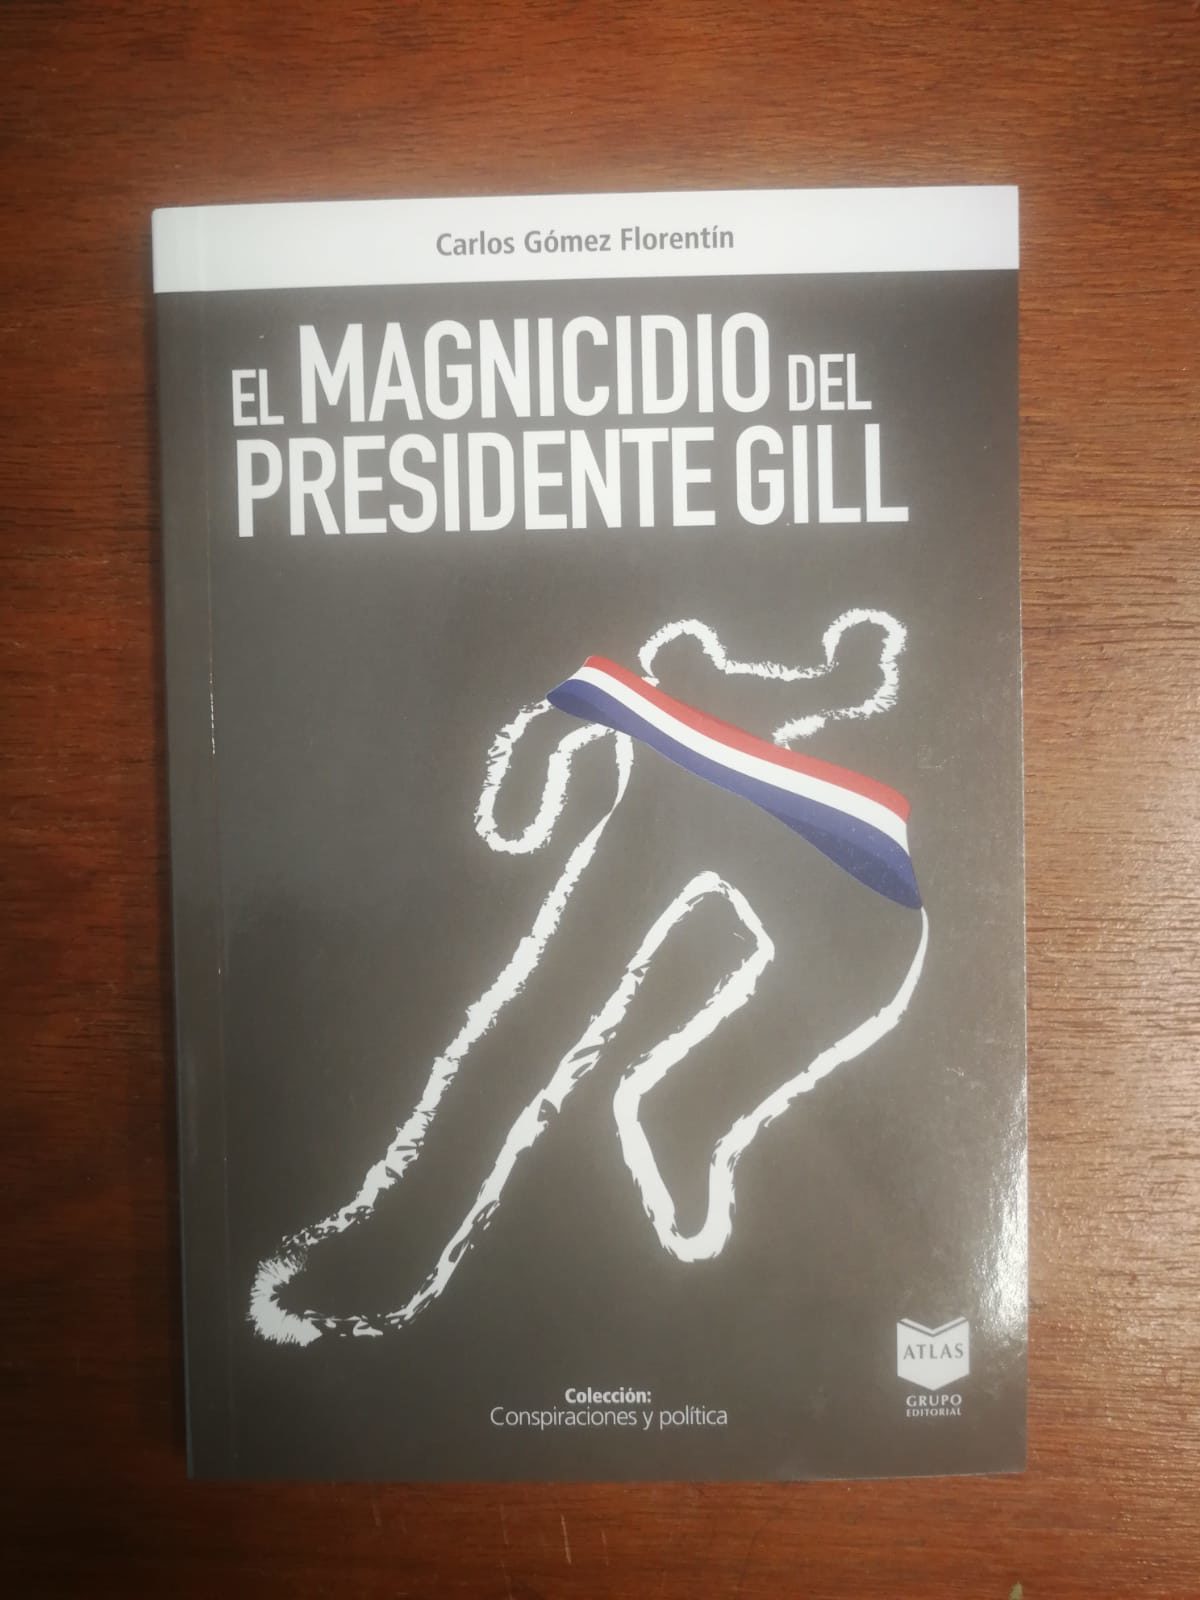 Carlos Gómez Florentín
EL MAGNICIDIO DEL
PRESIDENTE GILL
ATLAS
GRUPO
EDITORIAL
Colección:
Conspiraciones y política